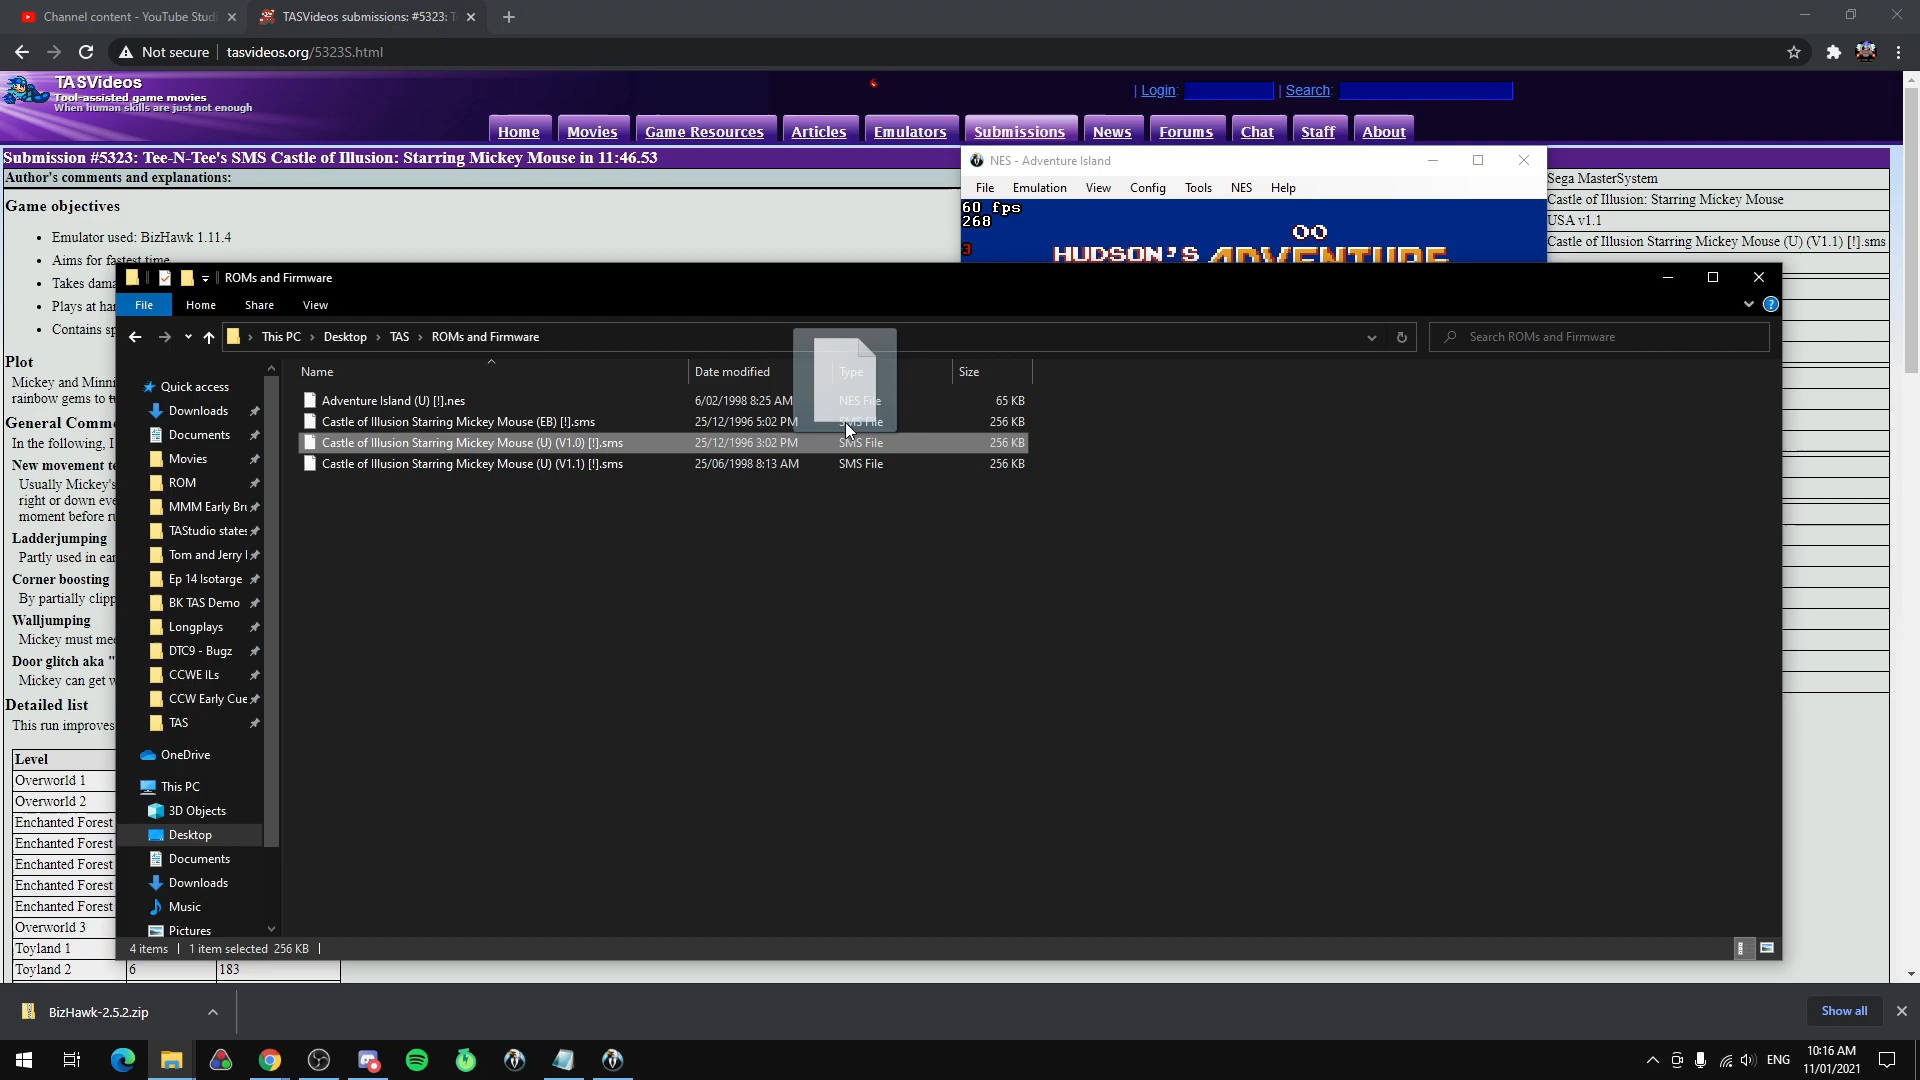 Channel content - YouTube Studi
TASVideos submissions: #5323: T
Not secure
tasvideos.org/5323S.html
TASVideos
Tool-assisted game movies
When human skills are just not enough
| Login:
| Search:
Home
Movies
Game Resources
Articles
Emulators
Submissions
News
Forums
Chat
Staff
About
Submission #5323: Tee-N-Tee's SMS Castle of Illusion: Starring Mickey Mouse in 11:46.53
Author's comments and explanations:
Game objectives
• Emulator used: BizHawk 1.11.4
• Aims for fastest time
• Takes dama
• Plays at har
• Contains sp
Plot
Mickey and Minni
rainbow gems to
General Comme
In the following, I
New movement te
Usually Mickey's
right or down eve
moment before ru
Ladderjumping
Partly used in ear
Corner boosting
By partially clipp
Walljumping
Mickey must mee
Door glitch aka "
Mickey can get w
Detailed list
This run improves
Level
Overworld 1
Overworld 2
Enchanted Forest
Enchanted Forest
Enchanted Forest
Enchanted Forest
Enchanted Forest
Overworld 3
Toyland 1
Toyland 2 6 183
NES - Adventure Island
File Emulation View Config Tools NES Help
60 fps
268
3
HUDSON'S ADVENTURE
Sega MasterSystem
Castle of Illusion: Starring Mickey Mouse
USA v1.1
Castle of Illusion Starring Mickey Mouse (U) (V1.1) [!].sms
ROMs and Firmware
File Home Share View
This PC > Desktop > TAS > ROMs and Firmware
Search ROMs and Firmware
Name Date modified Type Size
Adventure Island (U) [!].nes 6/02/1998 8:25 AM NES File 65 KB
Castle of Illusion Starring Mickey Mouse (EB) [!].sms 25/12/1996 5:02 PM SMS File 256 KB
Castle of Illusion Starring Mickey Mouse (U) (V1.0) [!].sms 25/12/1996 3:02 PM SMS File 256 KB
Castle of Illusion Starring Mickey Mouse (U) (V1.1) [!].sms 25/06/1998 8:13 AM SMS File 256 KB
Quick access
Downloads
Documents
Movies
ROM
MMM Early Bru
TAStudio states
Tom and Jerry I
Ep 14 Isotarge
BK TAS Demo
Longplays
DTC9 - Bugz
CCWE ILs
CCW Early Cue
TAS
OneDrive
This PC
3D Objects
Desktop
Documents
Downloads
Music
Pictures
4 items | 1 item selected 256 KB |
BizHawk-2.5.2.zip
Show all
ENG
10:16 AM
11/01/2021